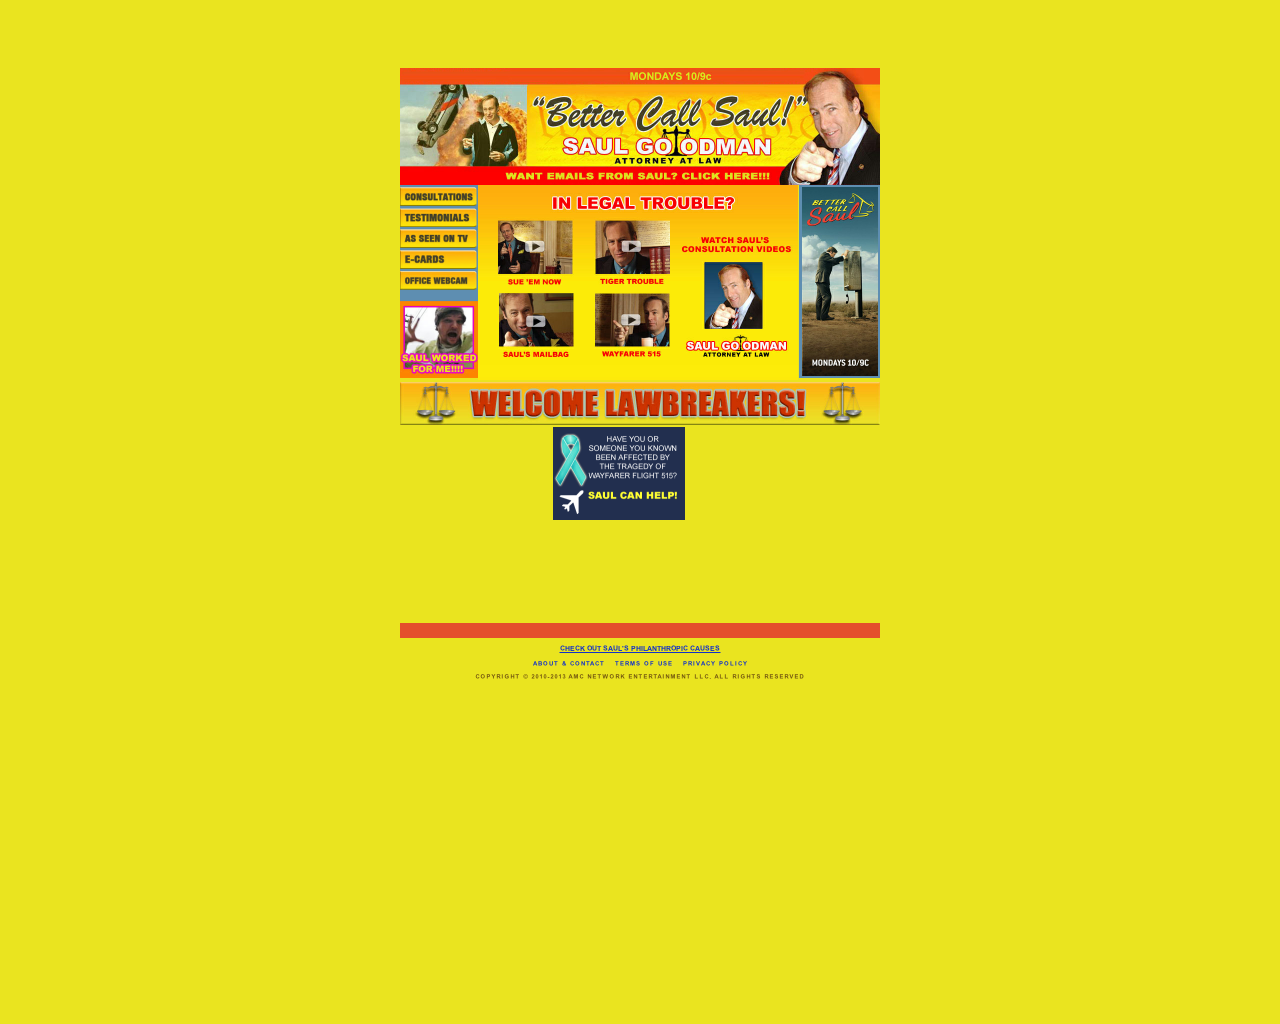 MONDAYS 10/9c
"Better Call Saul!"
SAUL GOODMAN
ATTORNEY AT LAW
WANT EMAILS FROM SAUL? CLICK HERE!!!
CONSULTATIONS
TESTIMONIALS
AS SEEN ON TV
E-CARDS
OFFICE WEBCAM
SAUL WORKED
FOR ME!!!!
IN LEGAL TROUBLE?
SUE 'EM NOW
TIGER TROUBLE
SAUL'S MAILBAG
WAYFARER 515
WATCH SAUL'S
CONSULTATION VIDEOS
SAUL GOODMAN
ATTORNEY AT LAW
BETTER
CALL
Saul
MONDAYS 10/9C
WELCOME LAWBREAKERS!
HAVE YOU OR
SOMEONE YOU KNOWN
BEEN AFFECTED BY
THE TRAGEDY OF
WAYFARER FLIGHT 515?
SAUL CAN HELP!
CHECK OUT SAUL'S PHILANTHROPIC CAUSES
ABOUT & CONTACT TERMS OF USE PRIVACY POLICY
COPYRIGHT © 2010-2013 AMC NETWORK ENTERTAINMENT LLC. ALL RIGHTS RESERVED